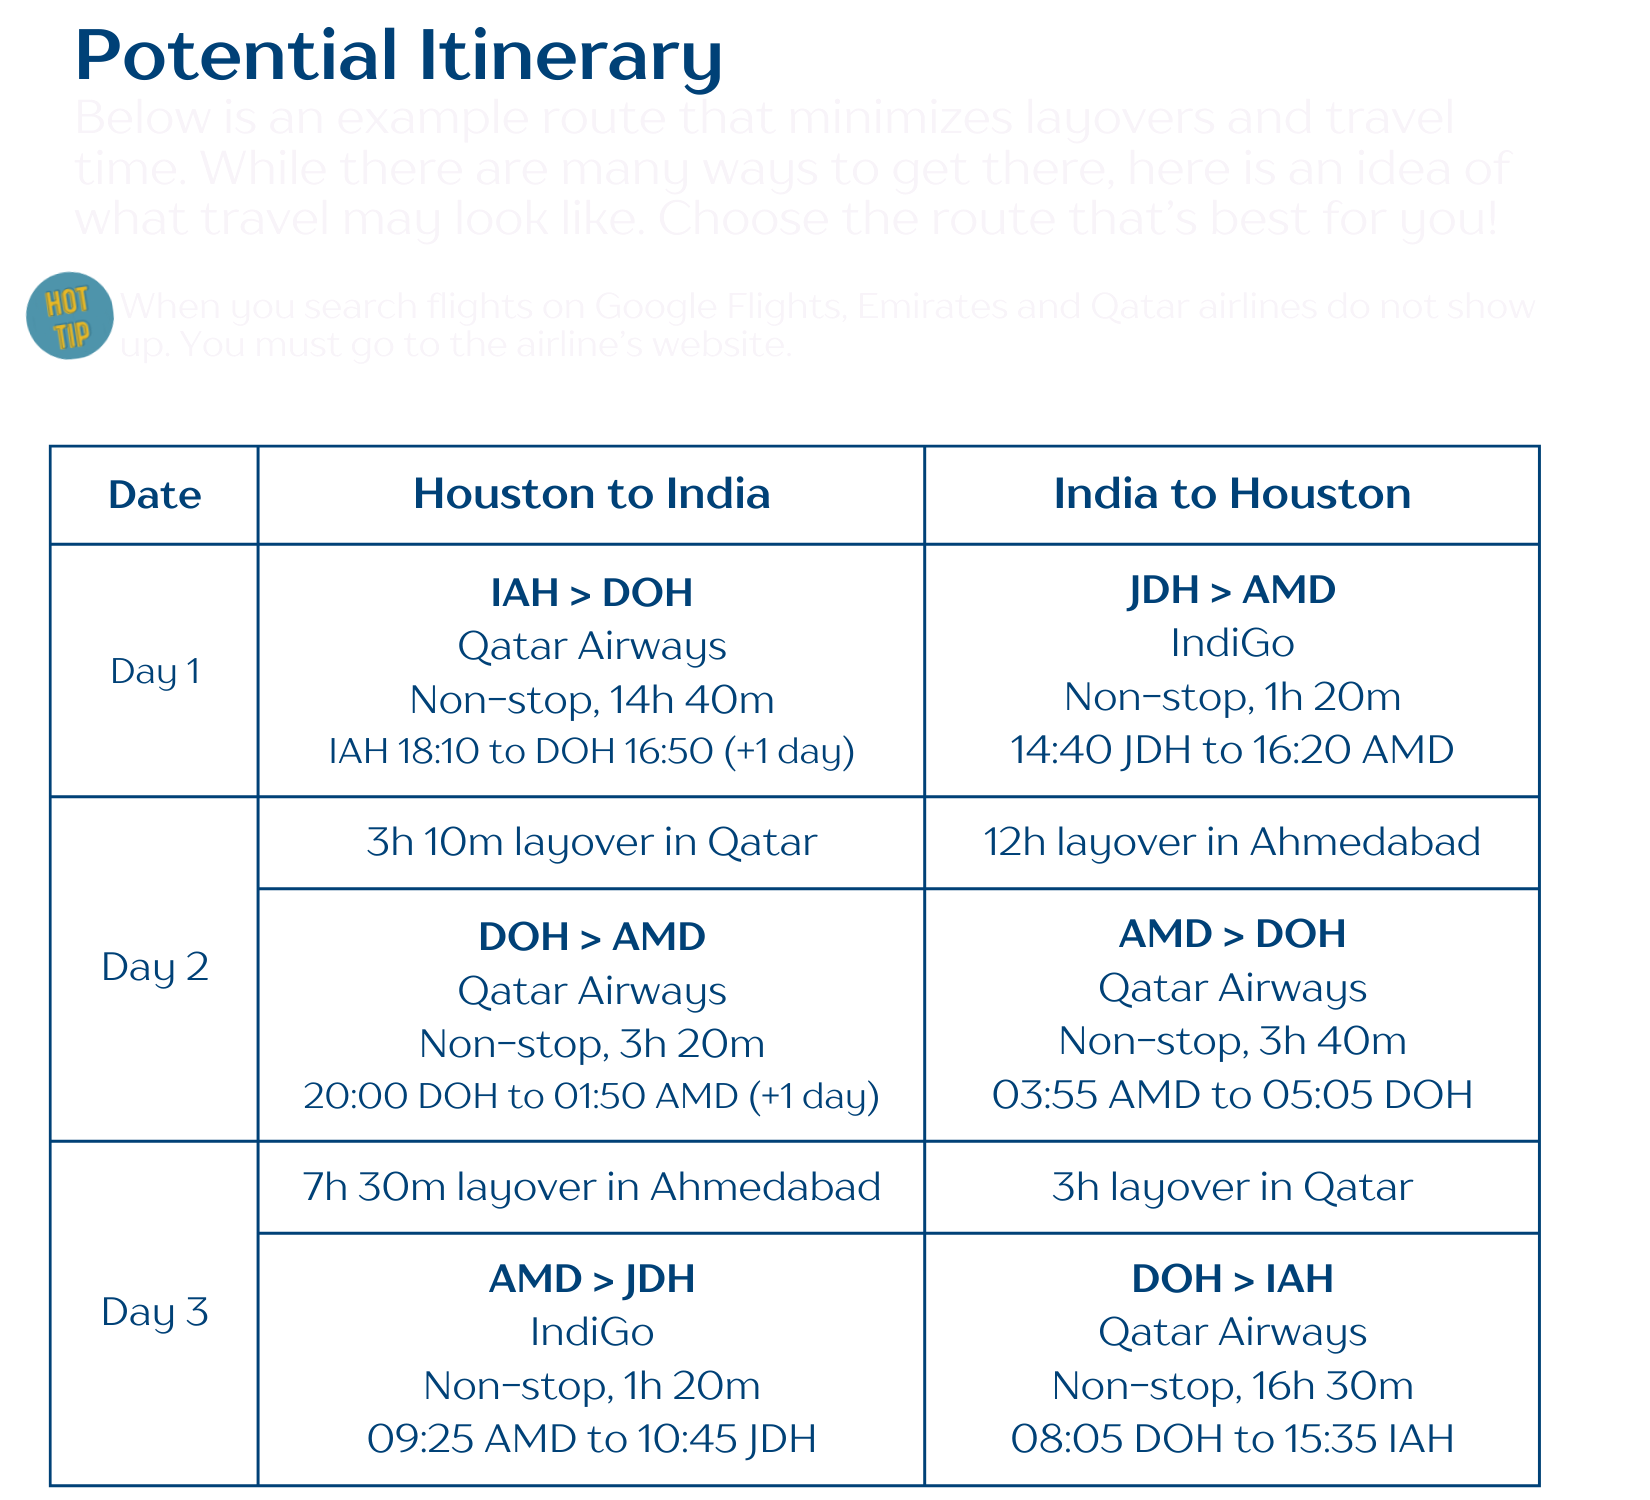 Potential Itinerary
Below is an example route that minimizes layovers and travel
time. While there are many ways to get there, here is an idea of
what travel may look like. Choose the route that's best for you!
HOT
TIP
When you search flights on Google Flights, Emirates and Qatar airlines do not show
up. You must go to the airline's website.
Date
Houston to India
India to Houston
Day 1
IAH > DOH
Qatar Airways
Non-stop, 14h 40m
IAH 18:10 to DOH 16:50 (+1 day)
JDH > AMD
IndiGo
Non-stop, 1h 20m
14:40 JDH to 16:20 AMD
Day 2
3h 10m layover in Qatar
12h layover in Ahmedabad
DOH > AMD
Qatar Airways
Non-stop, 3h 20m
20:00 DOH to 01:50 AMD (+1 day)
AMD > DOH
Qatar Airways
Non-stop, 3h 40m
03:55 AMD to 05:05 DOH
Day 3
7h 30m layover in Ahmedabad
3h layover in Qatar
AMD > JDH
IndiGo
Non-stop, 1h 20m
09:25 AMD to 10:45 JDH
DOH > IAH
Qatar Airways
Non-stop, 16h 30m
08:05 DOH to 15:35 IAH